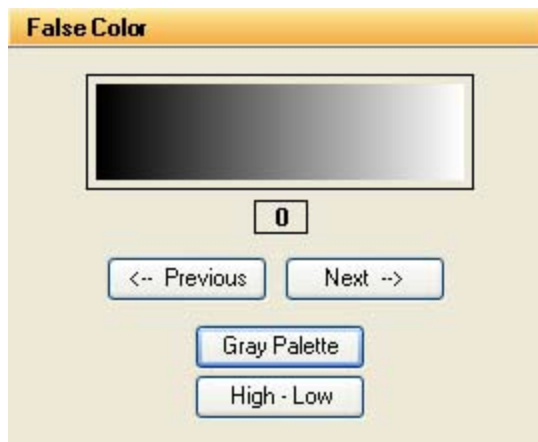 False Color
0
<-- Previous Next -->
Gray Palette
High - Low